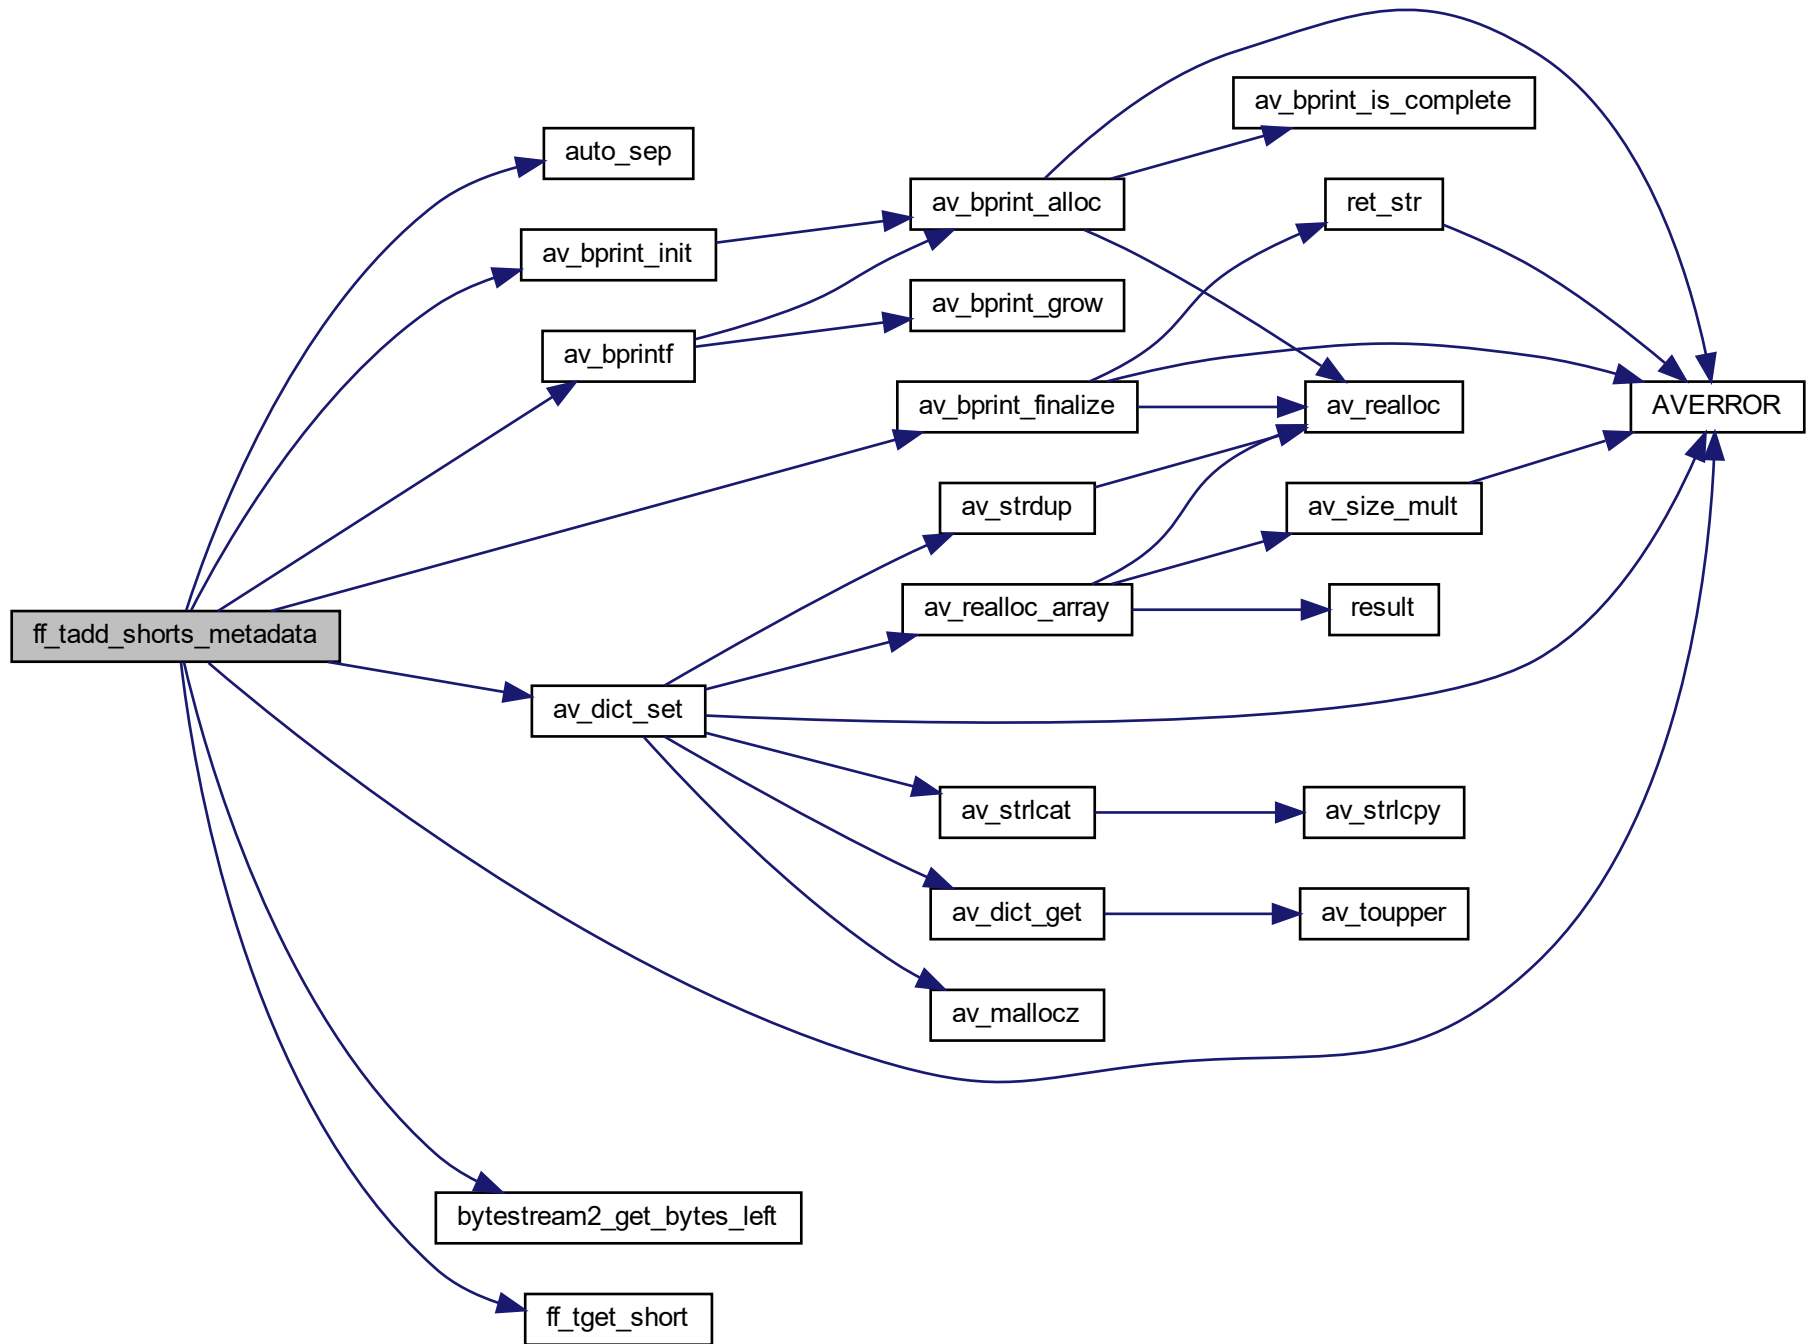 av_bprint_is_complete
auto_sep
av_bprint_alloc
ret_str
av_bprint_init
av_bprint_grow
av_bprintf
av_bprint_finalize
av_realloc
AVERROR
av_strdup
av_size_mult
av_realloc_array
result
ff_tadd_shorts_metadata
av_dict_set
av_strlcat
av_strlcpy
av_dict_get
av_toupper
av_mallocz
bytestream2_get_bytes_left
ff_tget_short